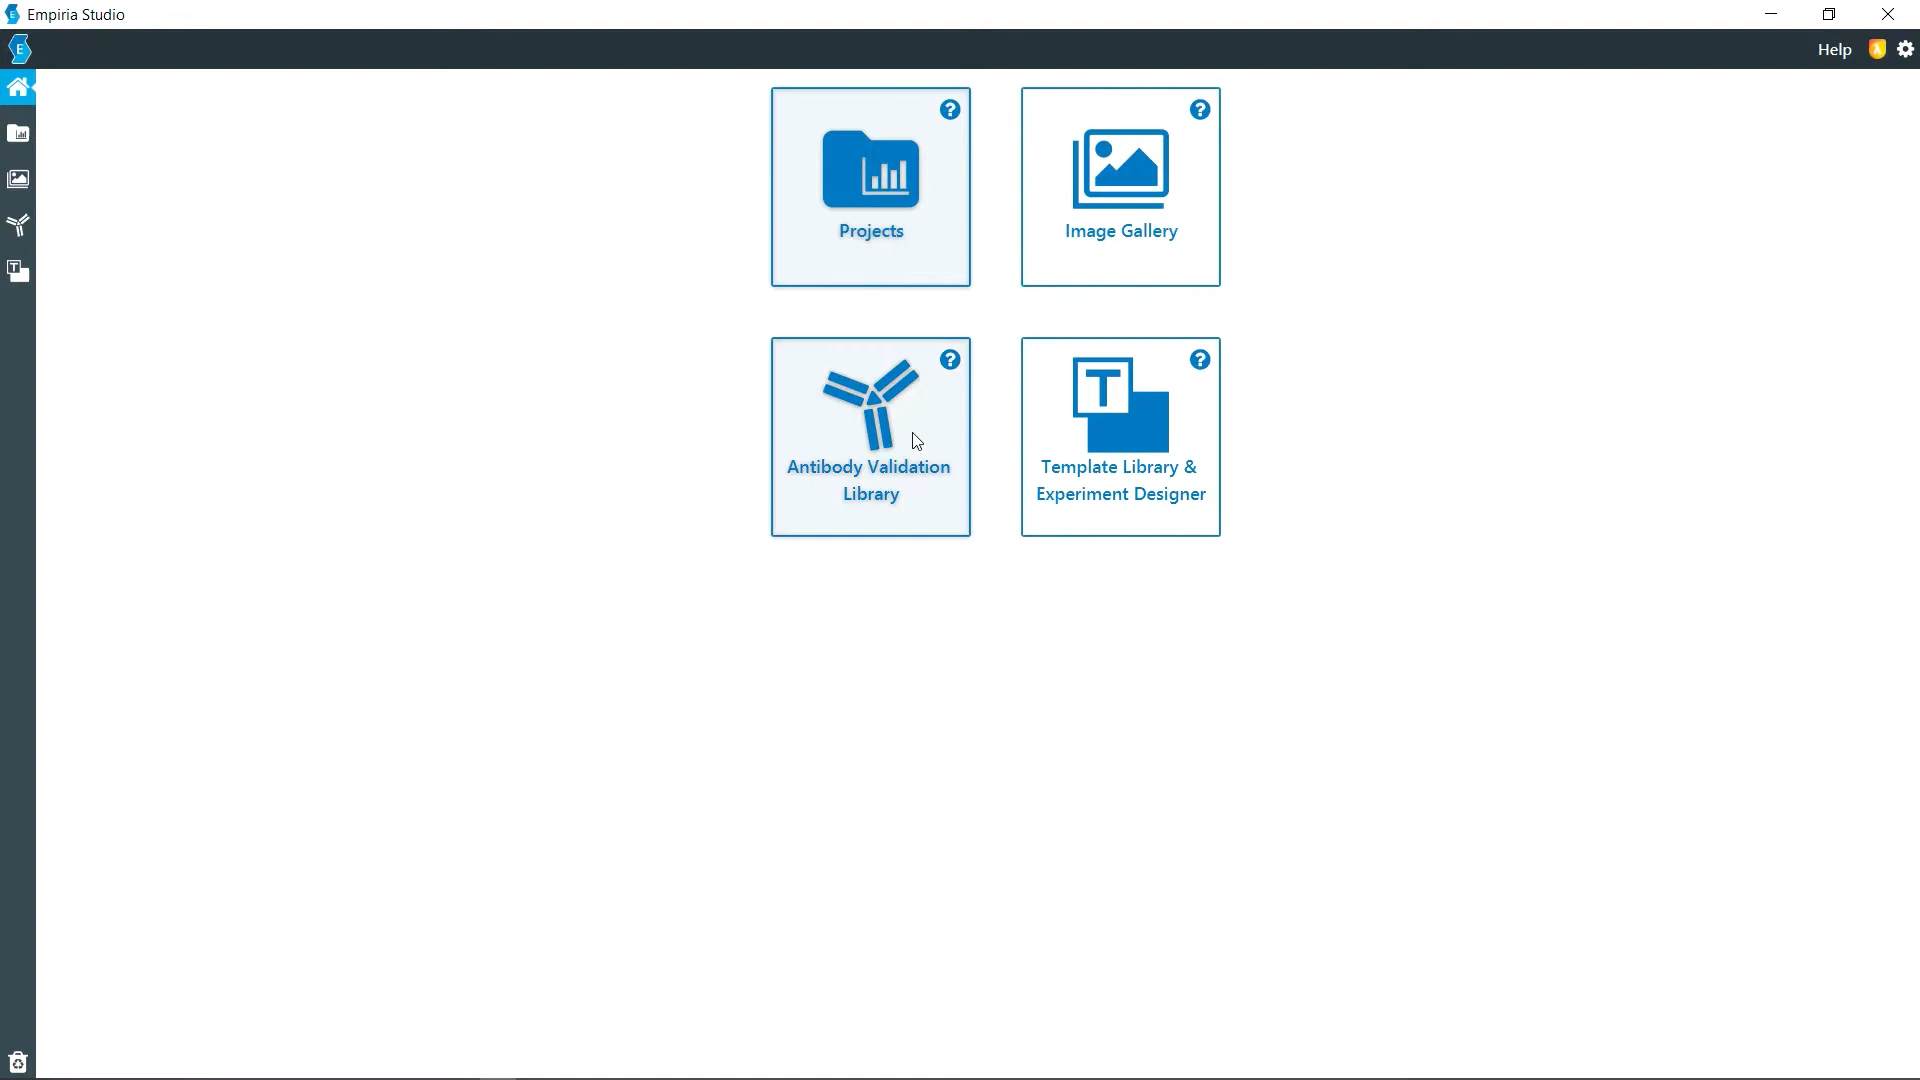 Empiria Studio
E
Help
Projects
Image Gallery
T
Antibody Validation
Library
Template Library &
Experiment Designer